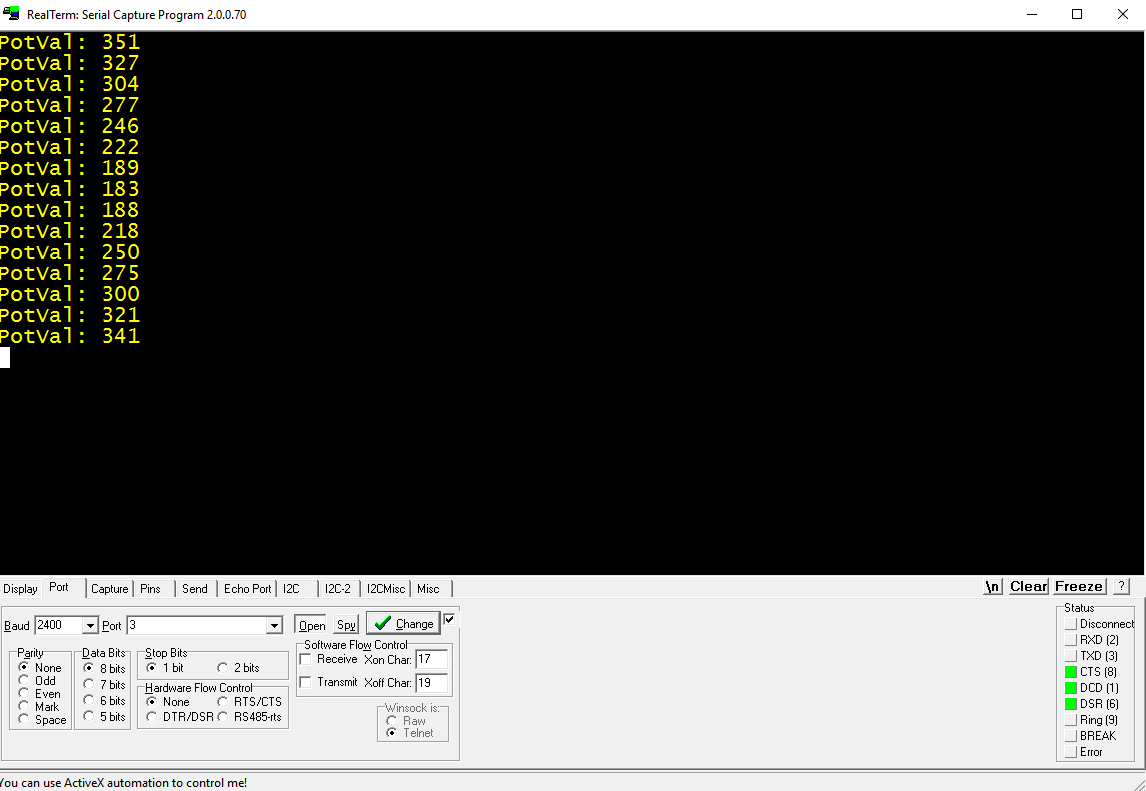 RealTerm: Serial Capture Program 2.0.0.70
PotVal: 351
PotVal: 327
PotVal: 304
PotVal: 277
PotVal: 246
PotVal: 222
PotVal: 189
PotVal: 183
PotVal: 188
PotVal: 218
PotVal: 250
PotVal: 275
PotVal: 300
PotVal: 321
PotVal: 341
Display Port Capture Pins Send Echo Port I2C I2C-2 I2CMisc Misc \n Clear Freeze ?
Baud 2400 Port 3 Open Spy Change
Parity
None
Odd
Even
Mark
Space
Data Bits
8 bits
7 bits
6 bits
5 bits
Stop Bits
1 bit 2 bits
Hardware Flow Control
None RTS/CTS
DTR/DSR RS485-rts
Software Flow Control
Receive Xon Char: 17
Transmit Xoff Char: 19
Winsock is:
Raw
Telnet
Status
Disconnect
RXD (2)
TXD (3)
CTS (8)
DCD (1)
DSR (6)
Ring (9)
BREAK
Error
You can use ActiveX automation to control me!